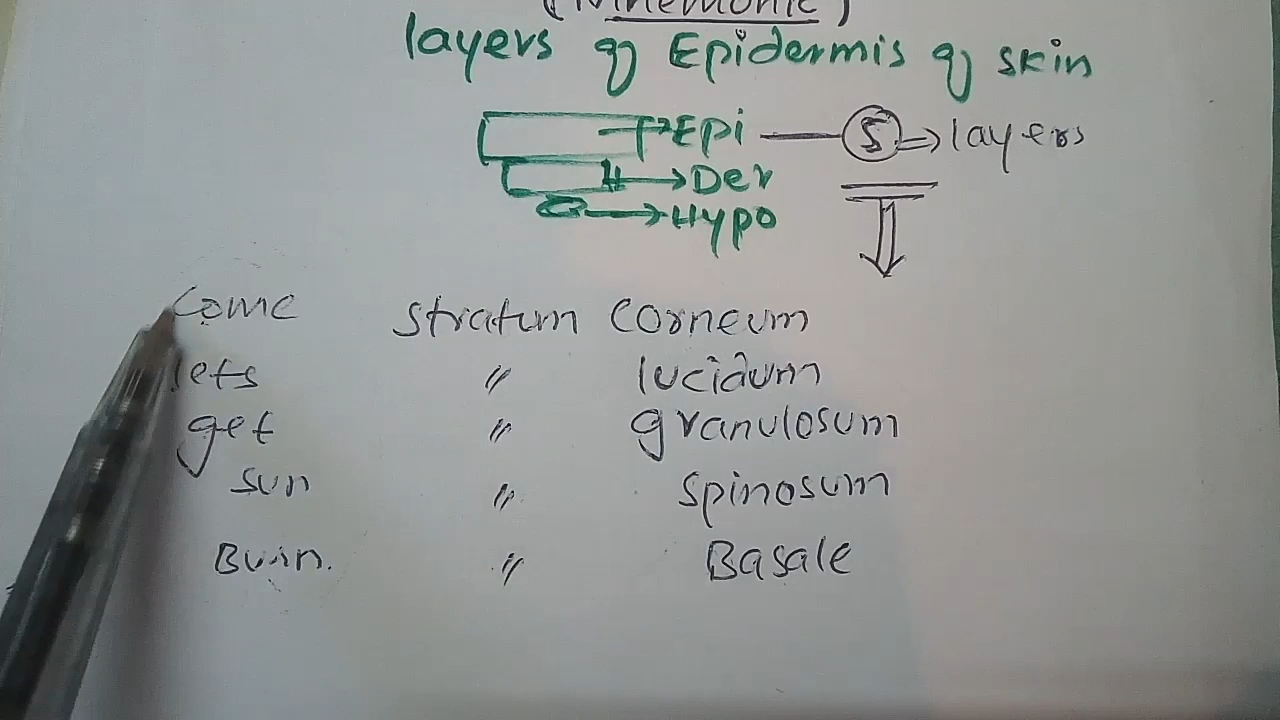 (Mnemonic)
layers of Epidermis of skin
Epi — 5 ⇒ layers
Der
Hypo
Come Stratum Corneum
lets " lucidum
get " granulosum
sun " Spinosum
Burn. " Basale